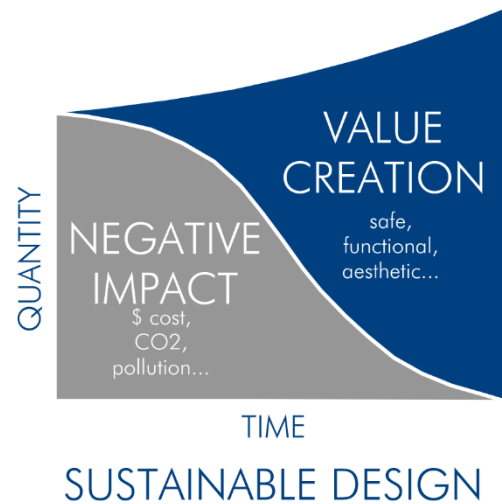 VALUE
CREATION
safe,
functional,
aesthetic...
QUANTITY
NEGATIVE
IMPACT
$ cost,
CO2,
pollution...
TIME
SUSTAINABLE DESIGN